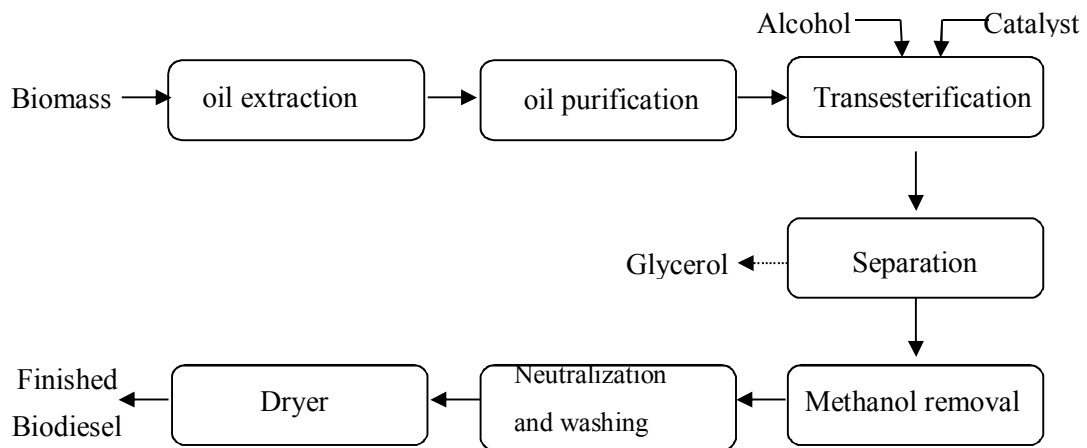 Alcohol
Catalyst
Biomass
oil extraction
oil purification
Transesterification
Glycerol
Separation
Finished
Biodiesel
Dryer
Neutralization
and washing
Methanol removal